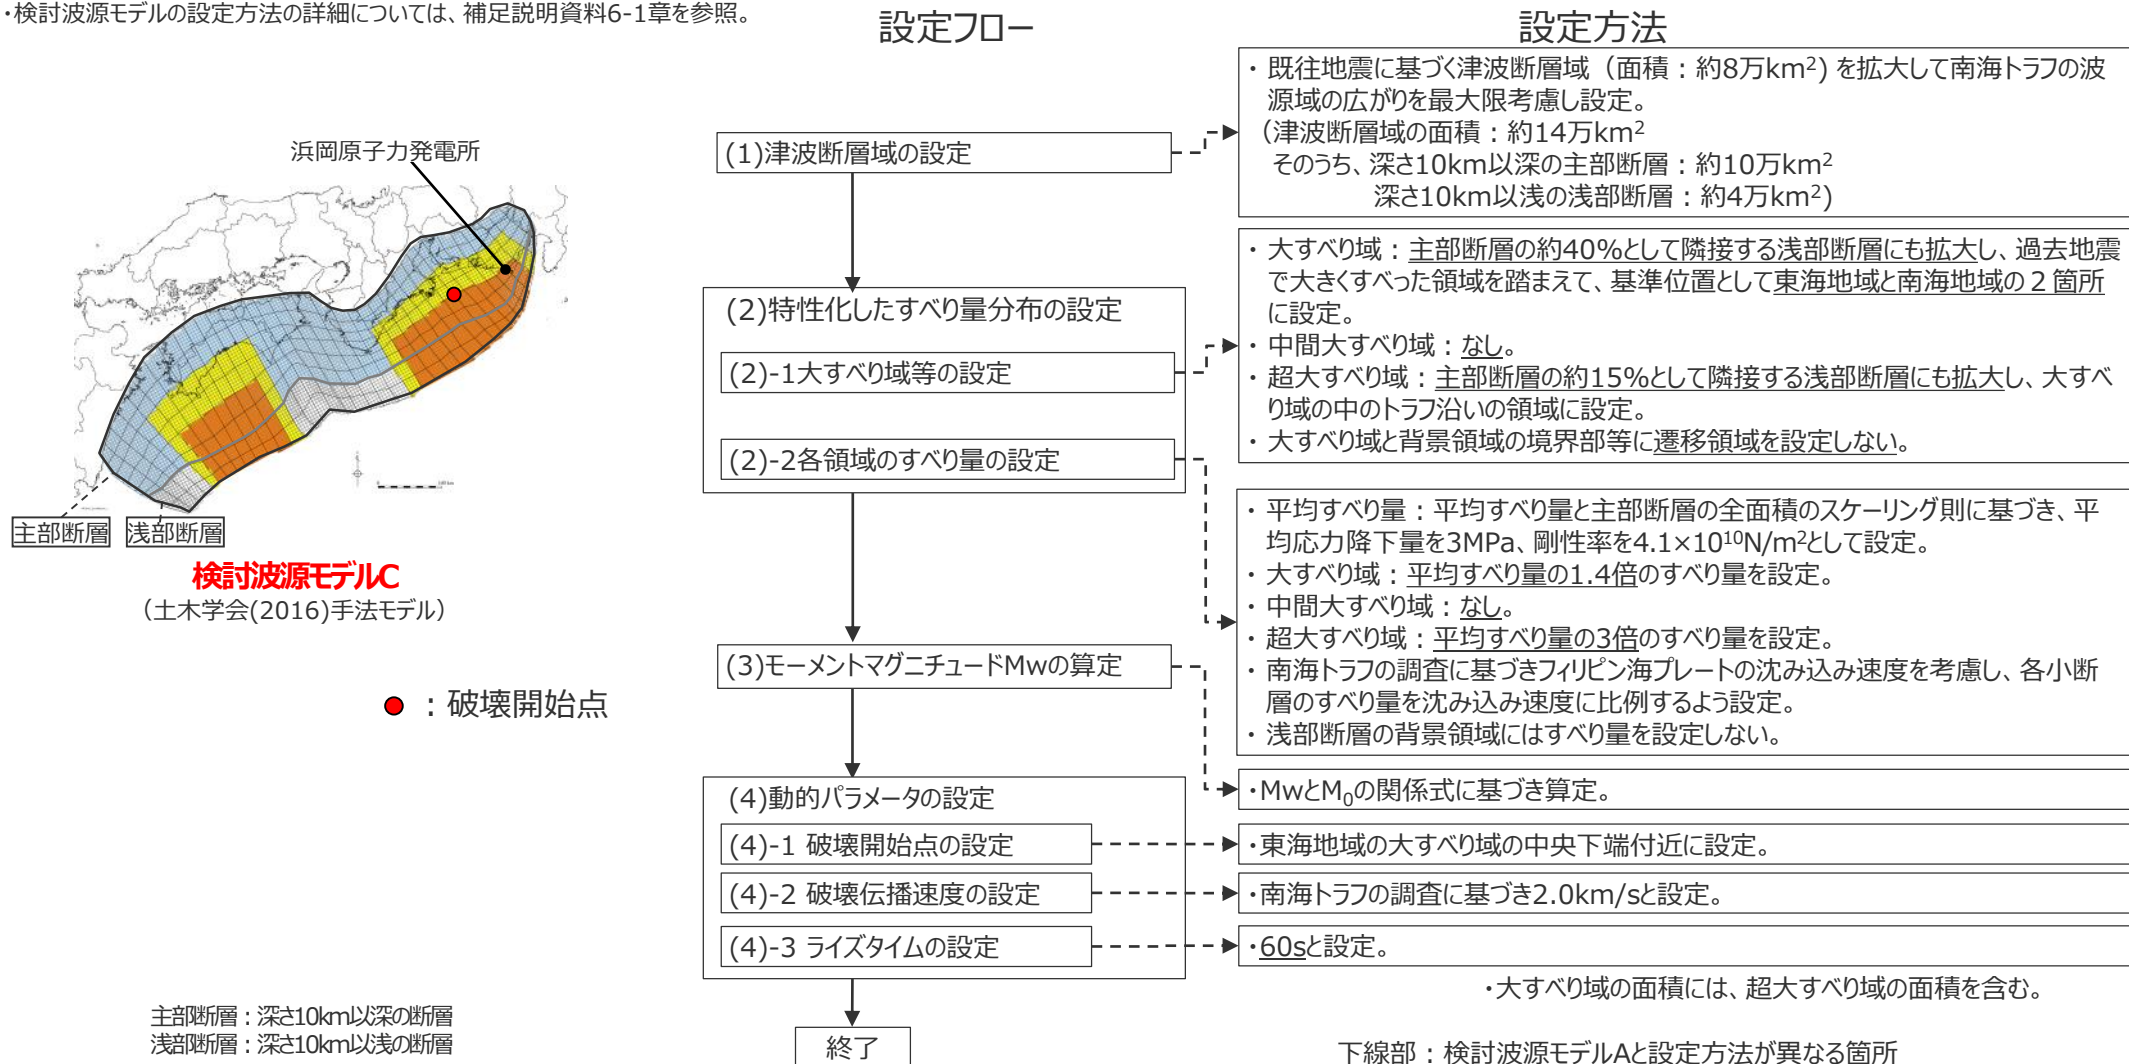 ・検討波源モデルの設定方法の詳細については、補足説明資料6-1章を参照。
設定フロー
設定方法
浜岡原子力発電所
主部断層
浅部断層
検討波源モデルC
（土木学会(2016)手法モデル）
：破壊開始点
主部断層：深さ10km以深の断層
浅部断層：深さ10km以浅の断層
(1)津波断層域の設定
・ 既往地震に基づく津波断層域（面積：約8万km²）を拡大して南海トラフの波
源域の広がりを最大限考慮し設定。
（津波断層域の面積：約14万km²
そのうち、深さ10km以深の主部断層：約10万km²
深さ10km以浅の浅部断層：約4万km²)
(2)特性化したすべり量分布の設定
(2)-1大すべり域等の設定
・ 大すべり域：主部断層の約40%として隣接する浅部断層にも拡大し、過去地震
で大きくすべった領域を踏まえて、基準位置として東海地域と南海地域の２箇所
に設定。
・ 中間大すべり域：なし。
・ 超大すべり域：主部断層の約15%として隣接する浅部断層にも拡大し、大すべ
り域の中のトラフ沿いの領域に設定。
・ 大すべり域と背景領域の境界部等に遷移領域を設定しない。
(2)-2各領域のすべり量の設定
・ 平均すべり量：平均すべり量と主部断層の全面積のスケーリング則に基づき、平
均応力降下量を3MPa、剛性率を4.1×10¹⁰N/m²として設定。
・ 大すべり域：平均すべり量の1.4倍のすべり量を設定。
・ 中間大すべり域：なし。
・ 超大すべり域：平均すべり量の3倍のすべり量を設定。
・ 南海トラフの調査に基づきフィリピン海プレートの沈み込み速度を考慮し、各小断
層のすべり量を沈み込み速度に比例するよう設定。
・ 浅部断層の背景領域にはすべり量を設定しない。
(3)モーメントマグニチュードMwの算定
・MwとM₀の関係式に基づき算定。
(4)動的パラメータの設定
(4)-1 破壊開始点の設定
・東海地域の大すべり域の中央下端付近に設定。
(4)-2 破壊伝播速度の設定
・南海トラフの調査に基づき2.0km/sと設定。
(4)-3 ライズタイムの設定
・60sと設定。
終了
・大すべり域の面積には、超大すべり域の面積を含む。
下線部：検討波源モデルAと設定方法が異なる箇所